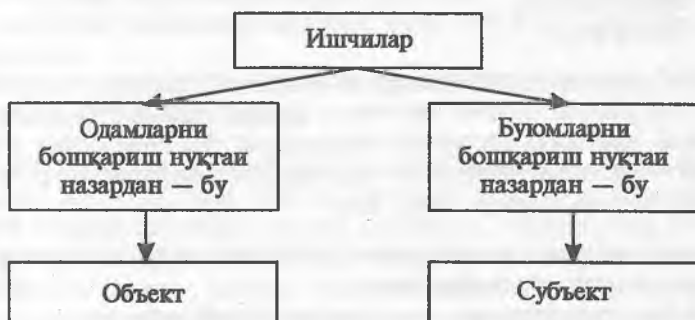 Ишчилар
Одамларни
бошқариш нуқтаи
назардан — бу
Буюмларни
бошқариш нуқтаи
назардан — бу
Объект
Субъект